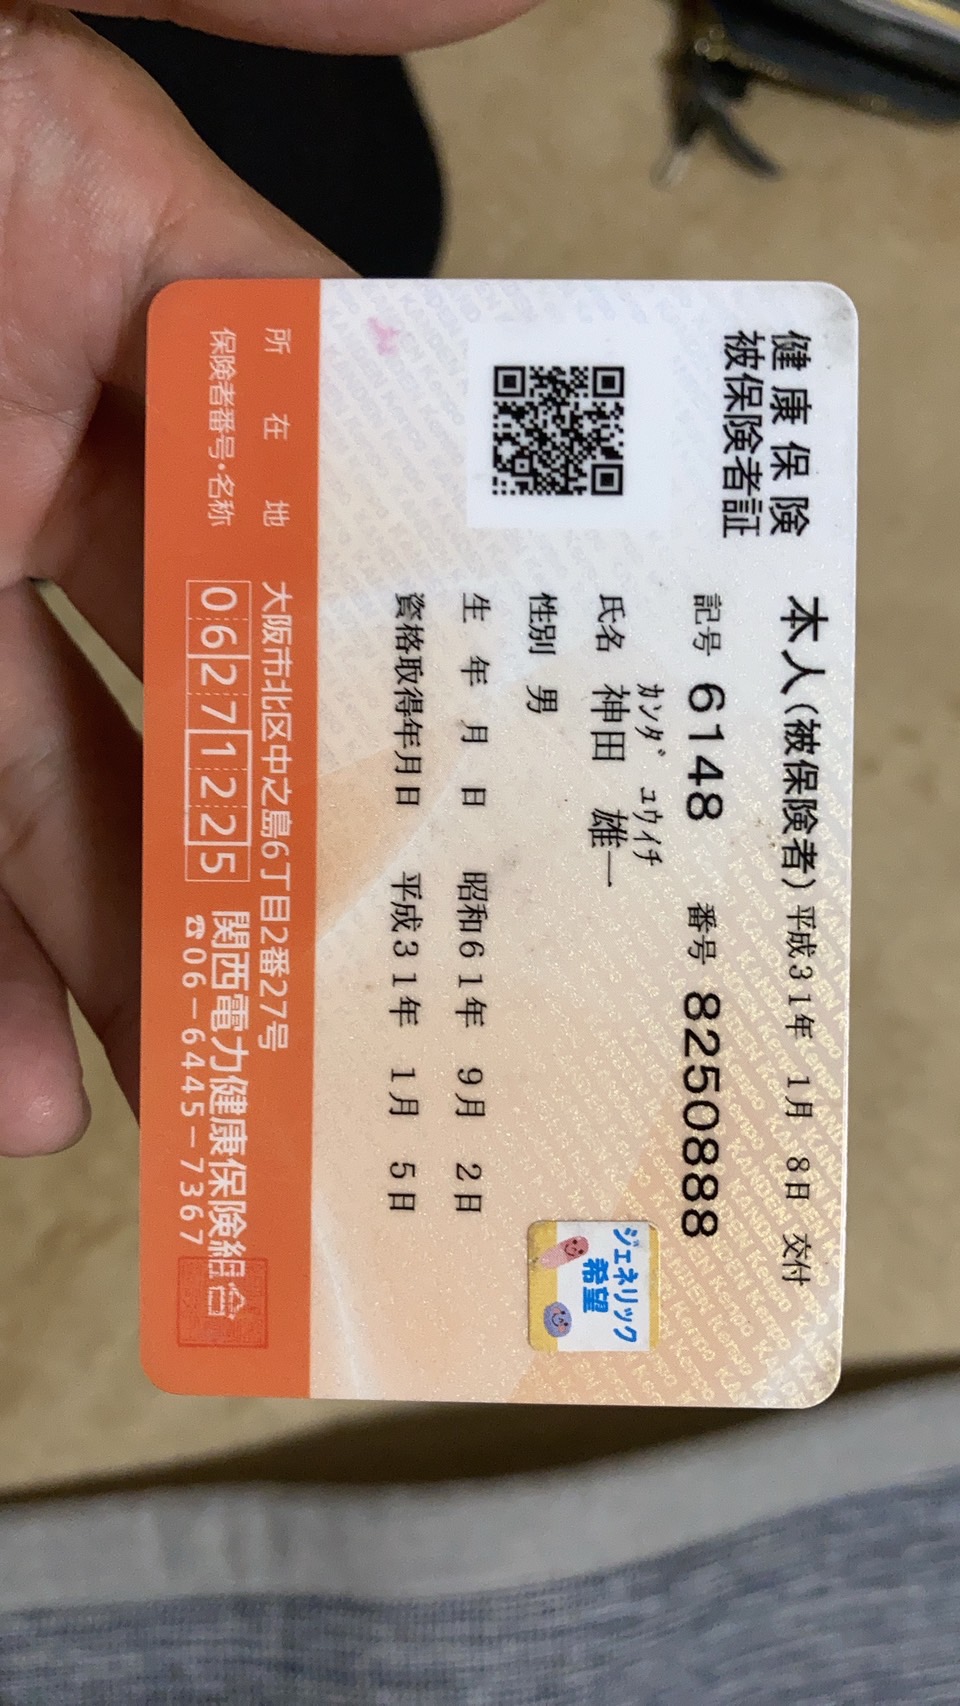 健康保険
被保険者証
本人(被保険者) 平成31年 1月 8日 交付
記号 6148 番号 8250888
カンダ ユウイチ
氏名 神田 雄一
性別 男
生年月日 昭和61年 9月 2日
資格取得年月日 平成31年 1月 5日
ジェネリック
希望
所在地 大阪市北区中之島6丁目2番27号
保険者番号・名称 06271225 関西電力健康保険組合
☎06-6445-7367